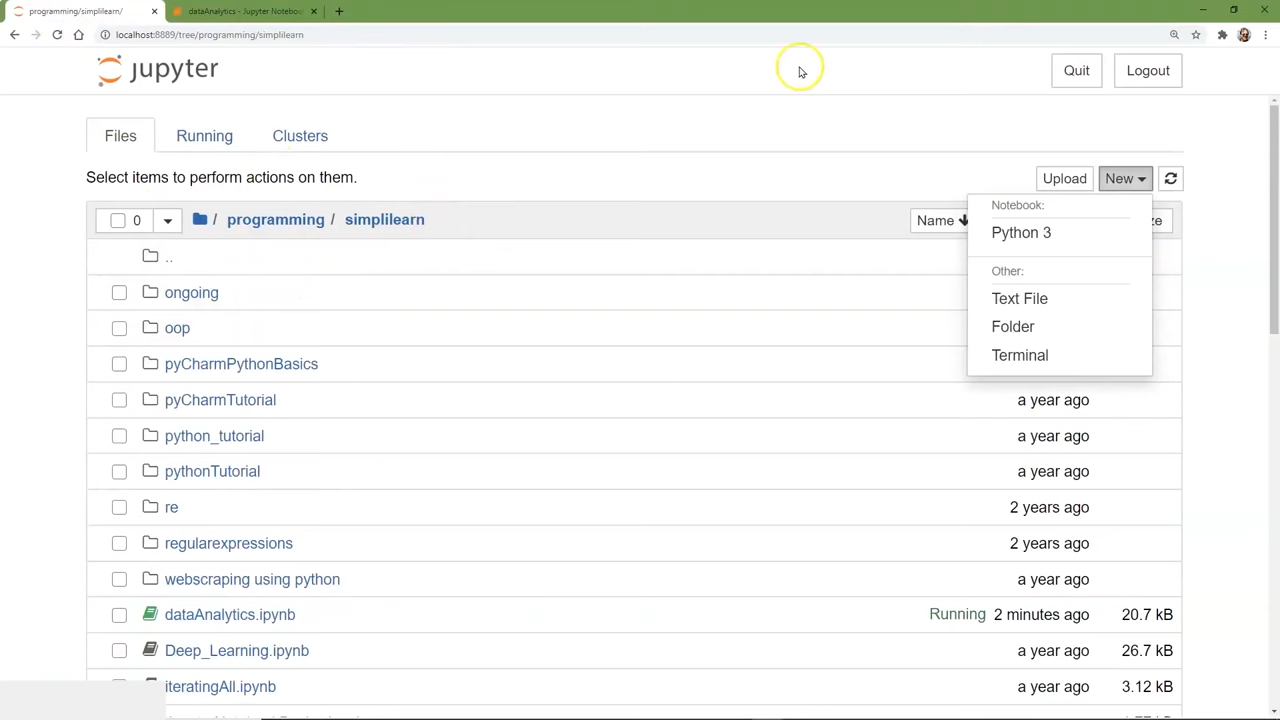 programming/simplilearn/
dataAnalytics - Jupyter Noteboo
localhost:8889/tree/programming/simplilearn
jupyter
Quit
Logout
Files
Running
Clusters
Select items to perform actions on them.
Upload
New
0
/ programming / simplilearn
Name
ze
Notebook:
Python 3
Other:
Text File
Folder
Terminal
..
ongoing
oop
pyCharmPythonBasics
pyCharmTutorial a year ago
python_tutorial a year ago
pythonTutorial a year ago
re 2 years ago
regularexpressions 2 years ago
webscraping using python a year ago
dataAnalytics.ipynb Running 2 minutes ago 20.7 kB
Deep_Learning.ipynb a year ago 26.7 kB
iteratingAll.ipynb a year ago 3.12 kB